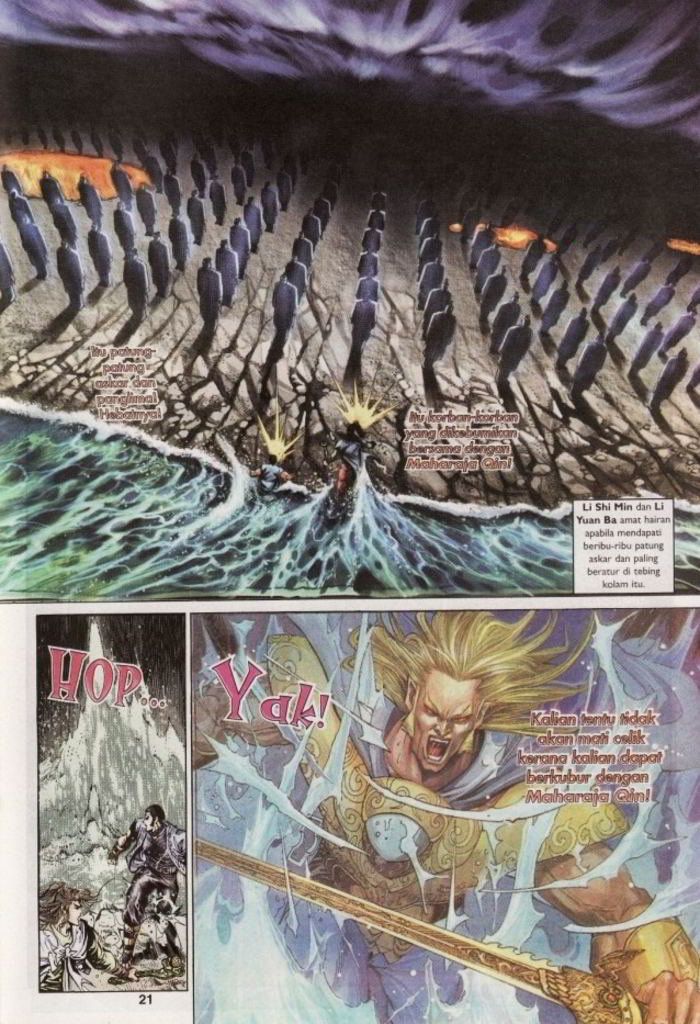 Itu patung-
patung
askar dan
panglima!
Hebatnya!
Itu korban-korban
yang dikebumikan
bersama dengan
Maharaja Qin!
Li Shi Min dan Li
Yuan Ba amat hairan
apabila mendapati
beribu-ribu patung
askar dan paling
beratur di tebing
kolam itu.
HOP...
Yak!
Kalian tentu tidak
akan mati celik
kerana kalian dapat
berkubur dengan
Maharaja Qin!
21